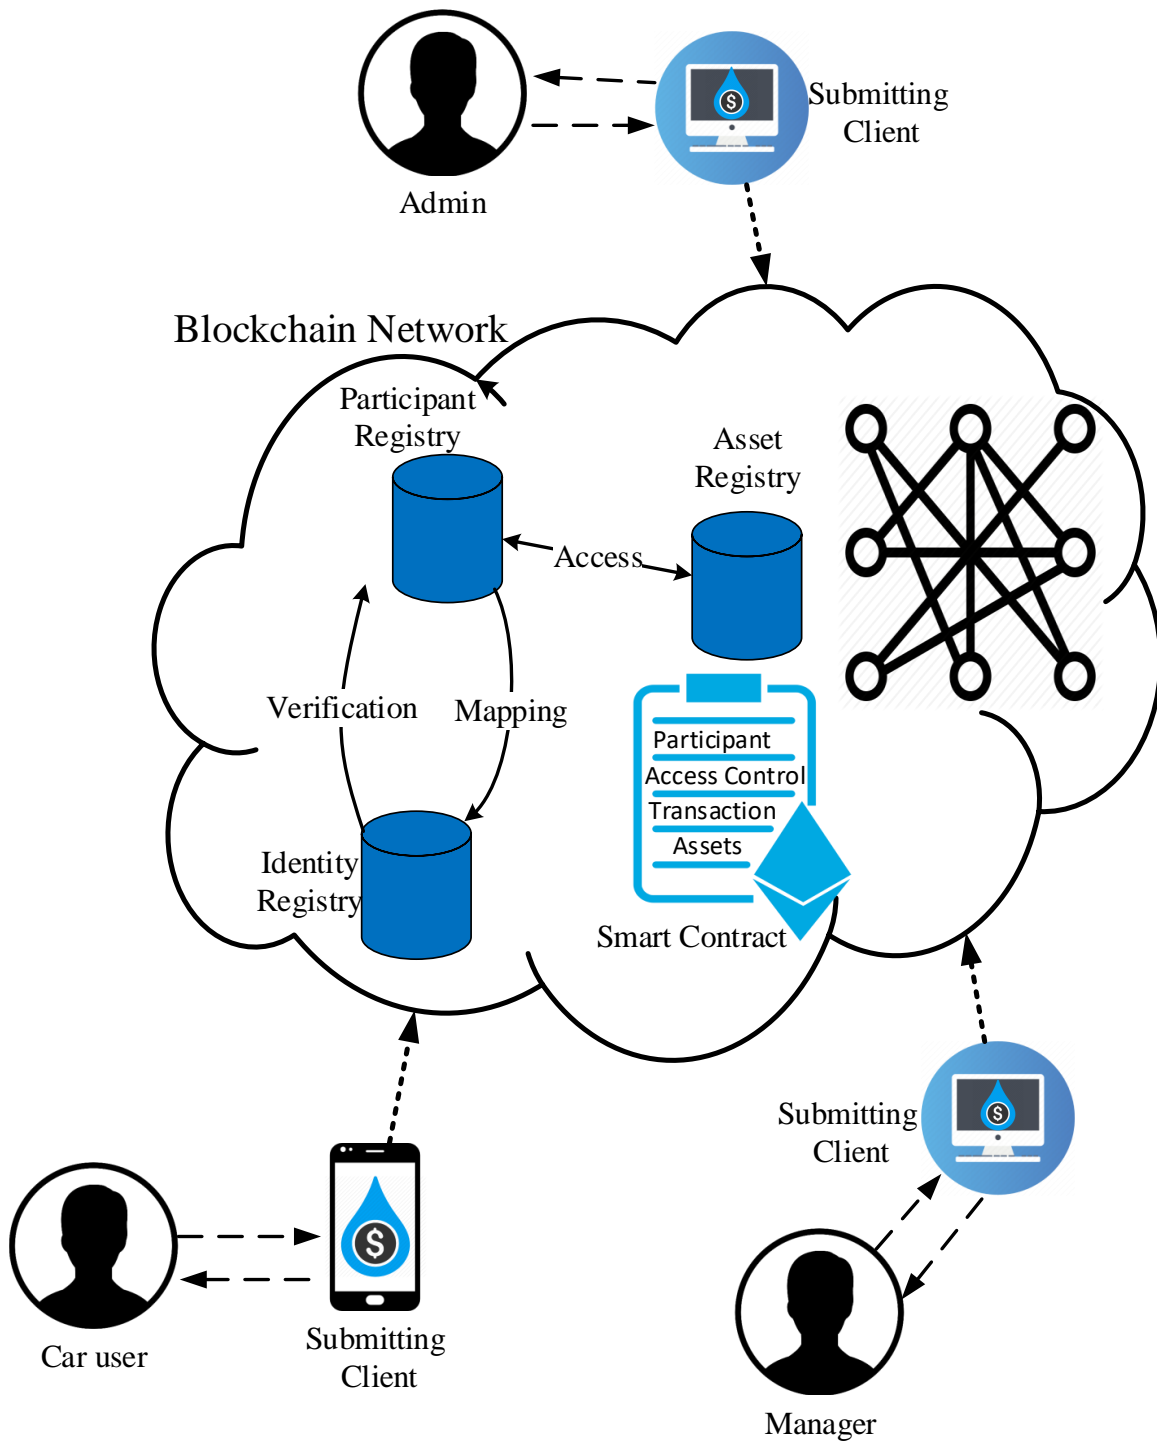 Submitting
Client
$
Admin
Blockchain Network
Participant
Registry
Asset
Registry
Access
Verification
Mapping
Participant
Access Control
Transaction
Assets
Identity
Registry
Smart Contract
Submitting
Client
$
$
Car user
Submitting
Client
Manager